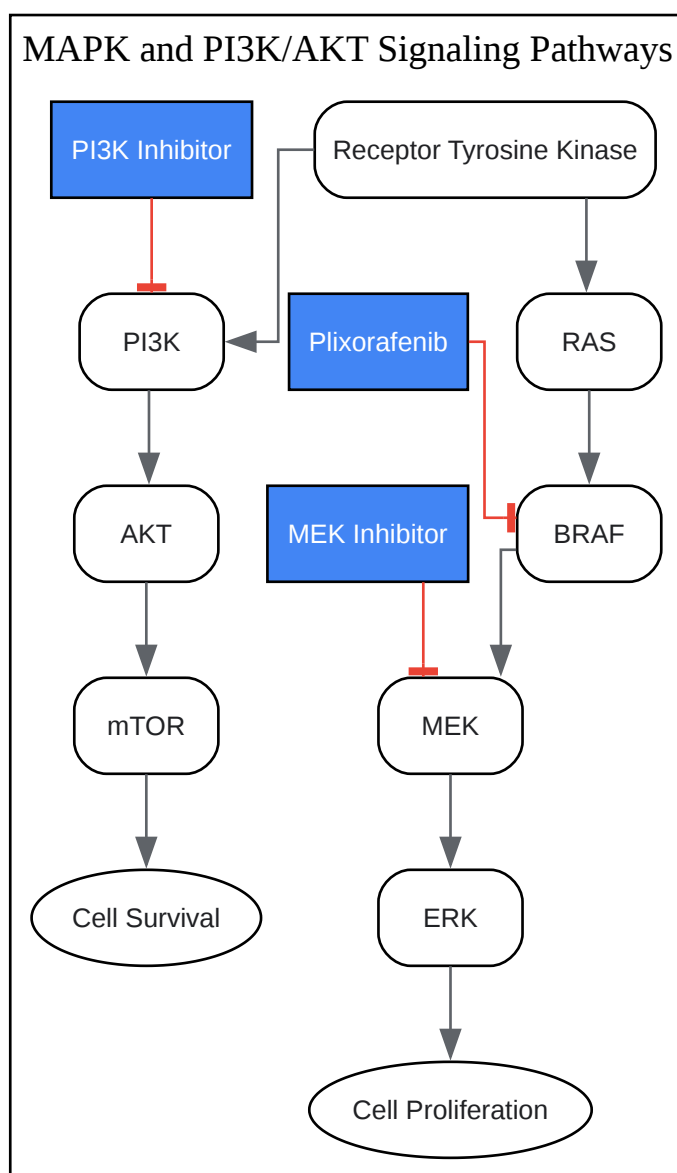 MAPK and PI3K/AKT Signaling Pathways
PI3K Inhibitor
Receptor Tyrosine Kinase
PI3K
Plixorafenib
RAS
AKT
MEK Inhibitor
BRAF
mTOR
MEK
Cell Survival
ERK
Cell Proliferation